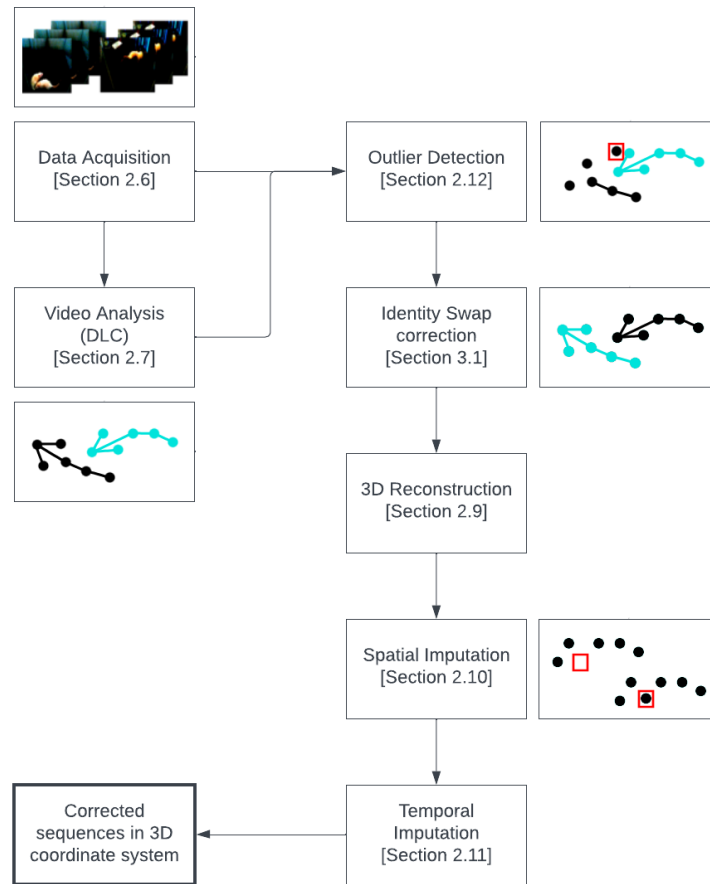 Data Acquisition
[Section 2.6]
Outlier Detection
[Section 2.12]
Video Analysis
(DLC)
[Section 2.7]
Identity Swap
correction
[Section 3.1]
3D Reconstruction
[Section 2.9]
Spatial Imputation
[Section 2.10]
Corrected
sequences in 3D
coordinate system
Temporal
Imputation
[Section 2.11]